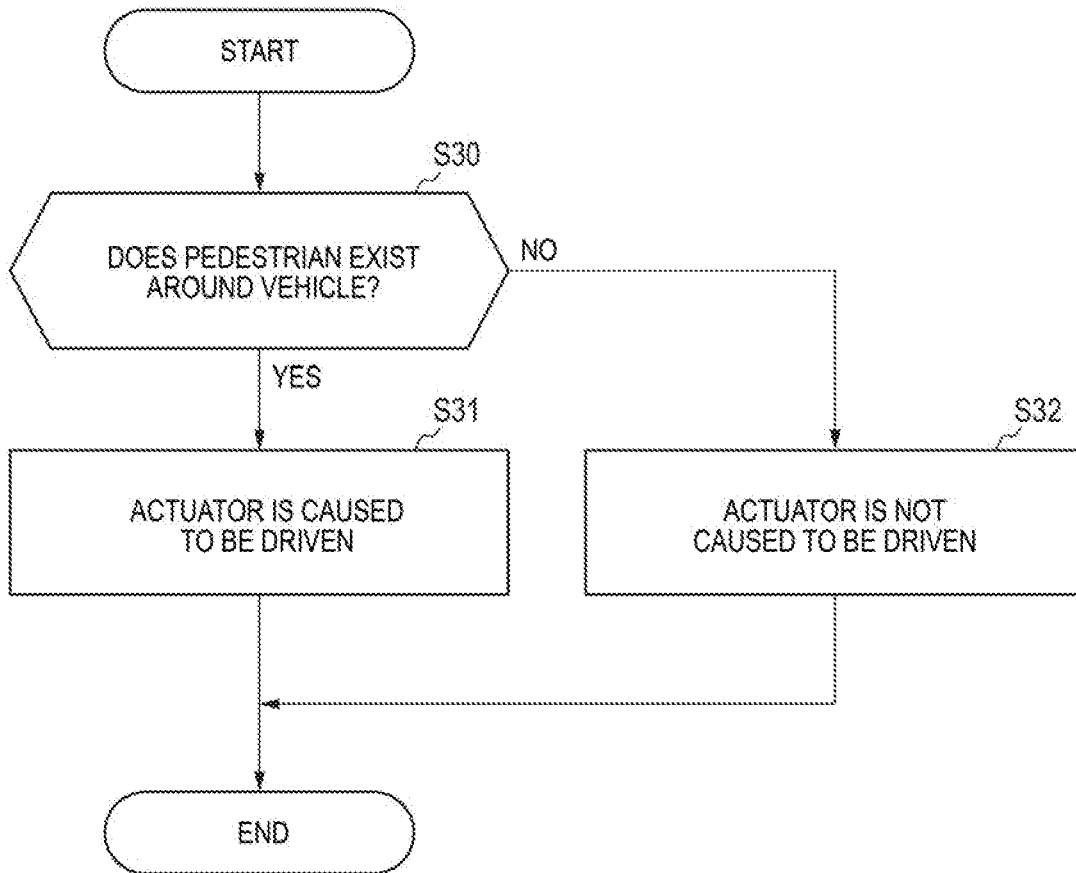 START
S30
DOES PEDESTRIAN EXIST
AROUND VEHICLE?
NO
YES
S31
ACTUATOR IS CAUSED
TO BE DRIVEN
S32
ACTUATOR IS NOT
CAUSED TO BE DRIVEN
END